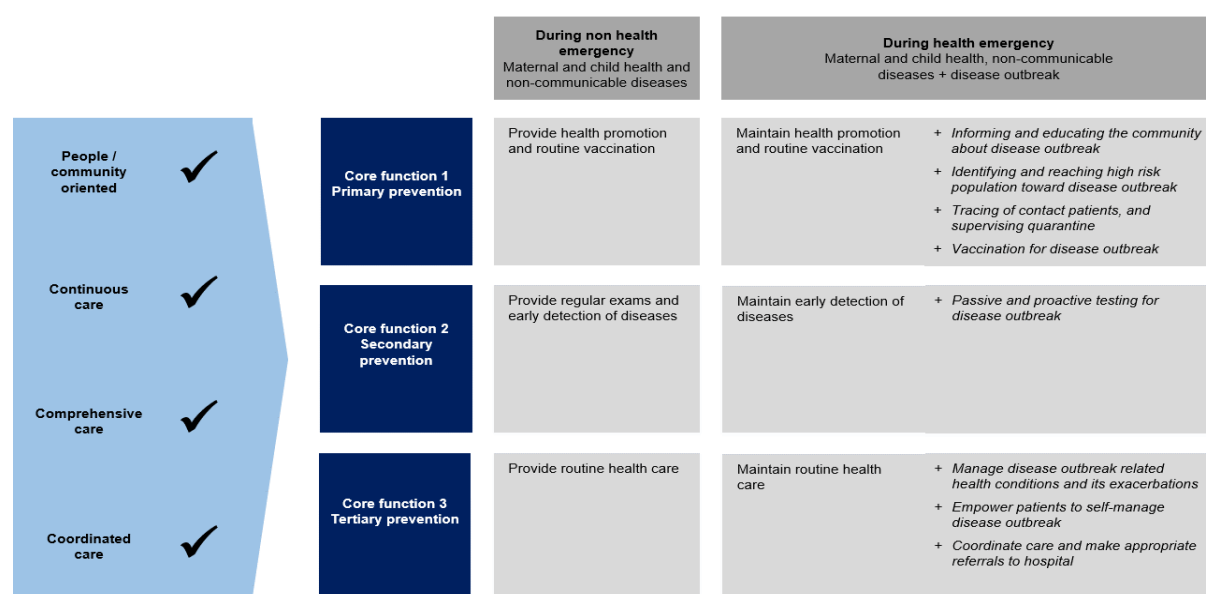 During non health
emergency
Maternal and child health and
non-communicable diseases
During health emergency
Maternal and child health, non-communicable
diseases + disease outbreak
People /
community
oriented
Continuous
care
Comprehensive
care
Coordinated
care
Core function 1
Primary prevention
Provide health promotion
and routine vaccination
Maintain health promotion
and routine vaccination
+ Informing and educating the community
about disease outbreak
+ Identifying and reaching high risk
population toward disease outbreak
+ Tracing of contact patients, and
supervising quarantine
+ Vaccination for disease outbreak
Core function 2
Secondary
prevention
Provide regular exams and
early detection of diseases
Maintain early detection of
diseases
+ Passive and proactive testing for
disease outbreak
Core function 3
Tertiary prevention
Provide routine health care
Maintain routine health
care
+ Manage disease outbreak related
health conditions and its exacerbations
+ Empower patients to self-manage
disease outbreak
+ Coordinate care and make appropriate
referrals to hospital